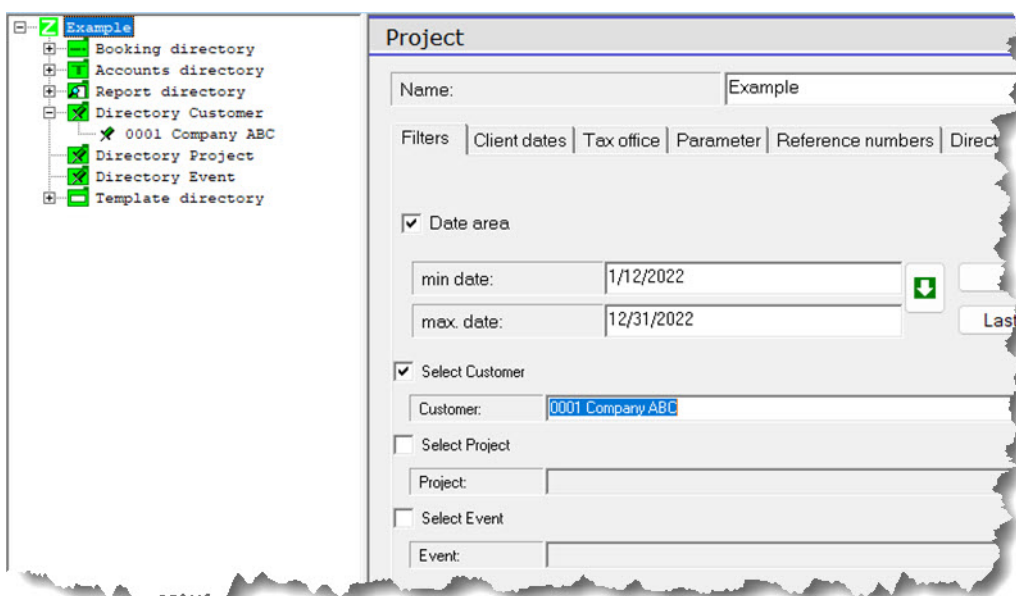 Example
Booking directory
Accounts directory
Report directory
Directory Customer
0001 Company ABC
Directory Project
Directory Event
Template directory
Project
Name: Example
Filters Client dates Tax office Parameter Reference numbers
Date area
min date: 1/12/2022
max. date: 12/31/2022
Select Customer
Customer: 0001 Company ABC
Select Project
Project:
Select Event
Event: